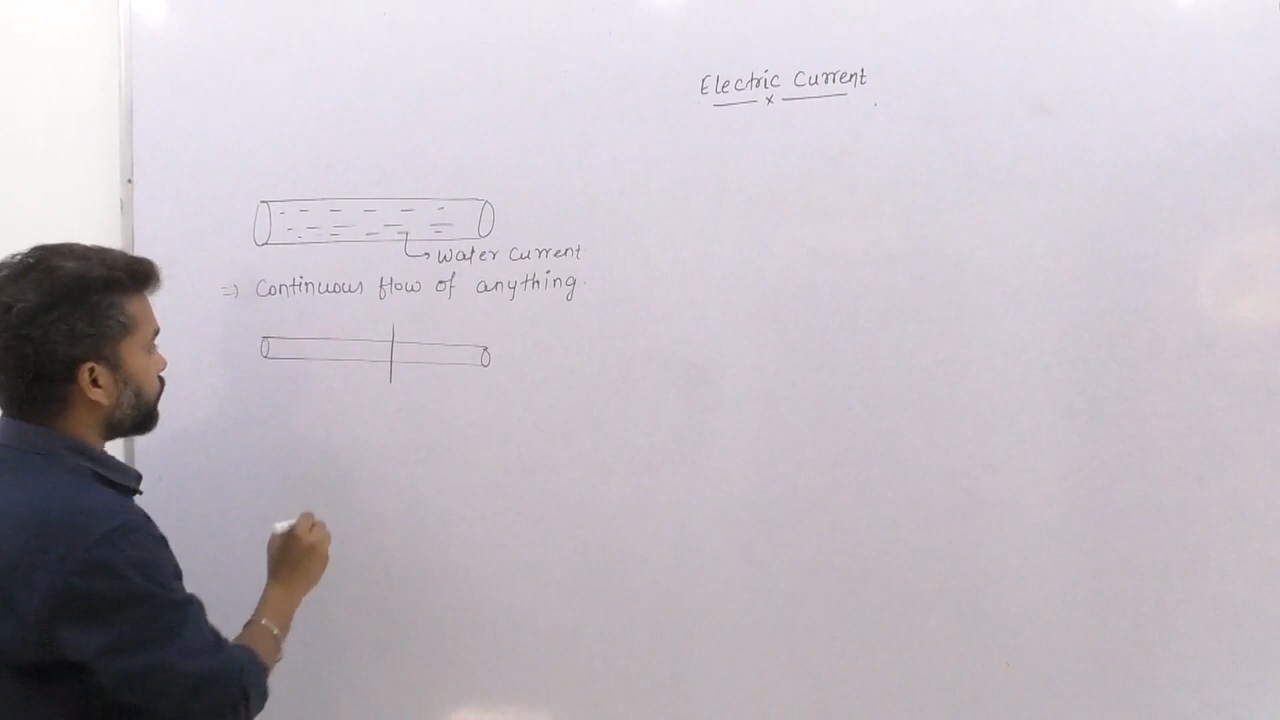 Electric Current
x
Water Current
=> Continuous flow of anything.